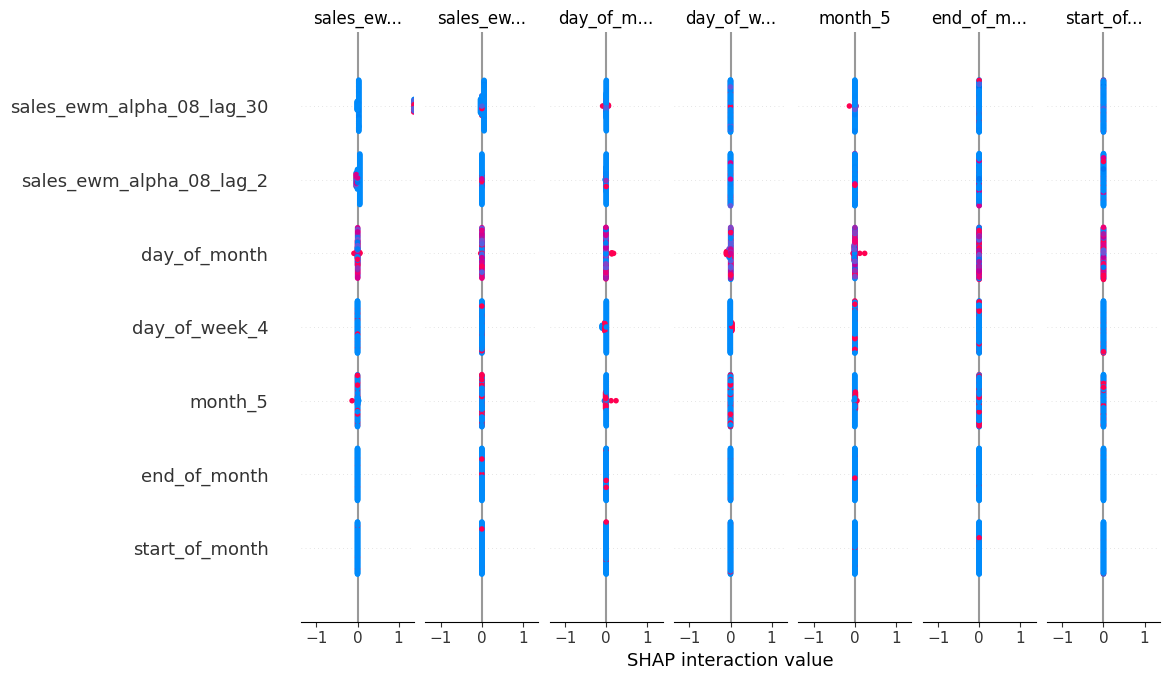 sales_ew... sales_ew... day_of_m... day_of_w... month_5 end_of_m... start_of...
sales_ewm_alpha_08_lag_30
sales_ewm_alpha_08_lag_2
day_of_month
day_of_week_4
month_5
end_of_month
start_of_month
−1 0 1 −1 0 1 −1 0 1 −1 0 1 −1 0 1 −1 0 1 −1 0 1
SHAP interaction value